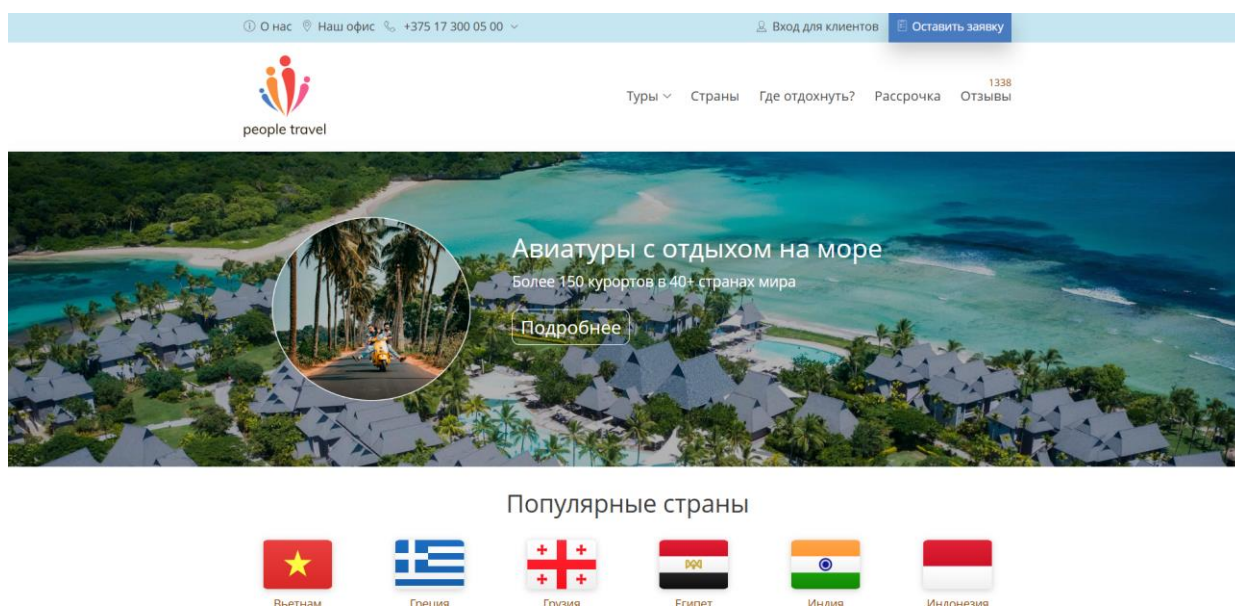 О нас Наш офис +375 17 300 05 00 Вход для клиентов Оставить заявку
1338
Туры Страны Где отдохнуть? Рассрочка Отзывы
people travel
Авиатуры с отдыхом на море
Более 150 курортов в 40+ странах мира
Подробнее
Популярные страны
Вьетнам Греция Грузия Египет Индия Индонезия